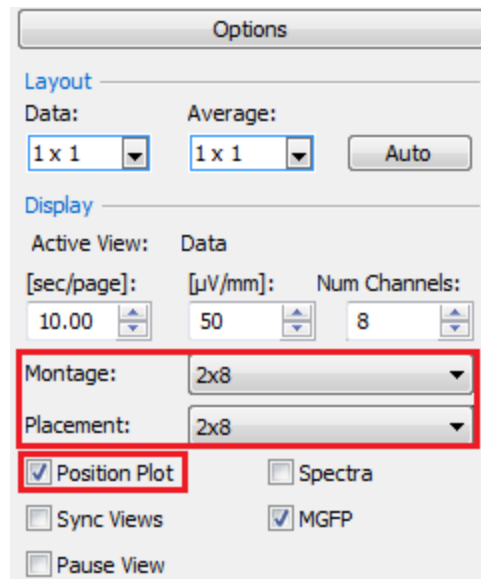 Options
Layout
Data: Average:
1 x 1 1 x 1 Auto
Display
Active View: Data
[sec/page]: [µV/mm]: Num Channels:
10.00 50 8
Montage: 2x8
Placement: 2x8
Position Plot Spectra
Sync Views MGFP
Pause View